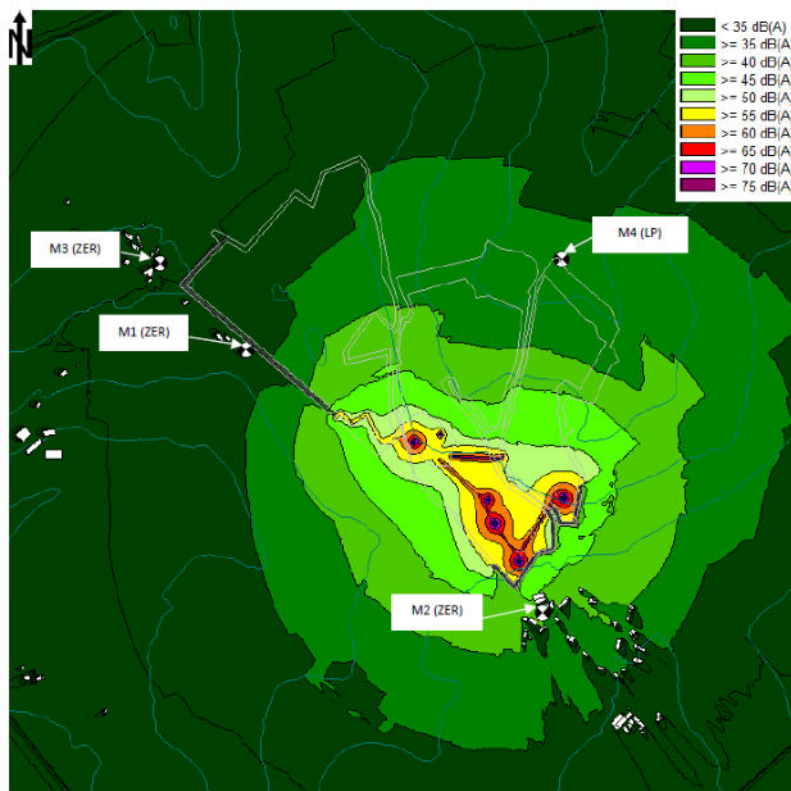 N
< 35 dB(A)
>= 35 dB(A)
>= 40 dB(A)
>= 45 dB(A)
>= 50 dB(A)
>= 55 dB(A)
>= 60 dB(A)
>= 65 dB(A)
>= 70 dB(A)
>= 75 dB(A)
M4 (LP)
M3 (ZER)
M1 (ZER)
M2 (ZER)